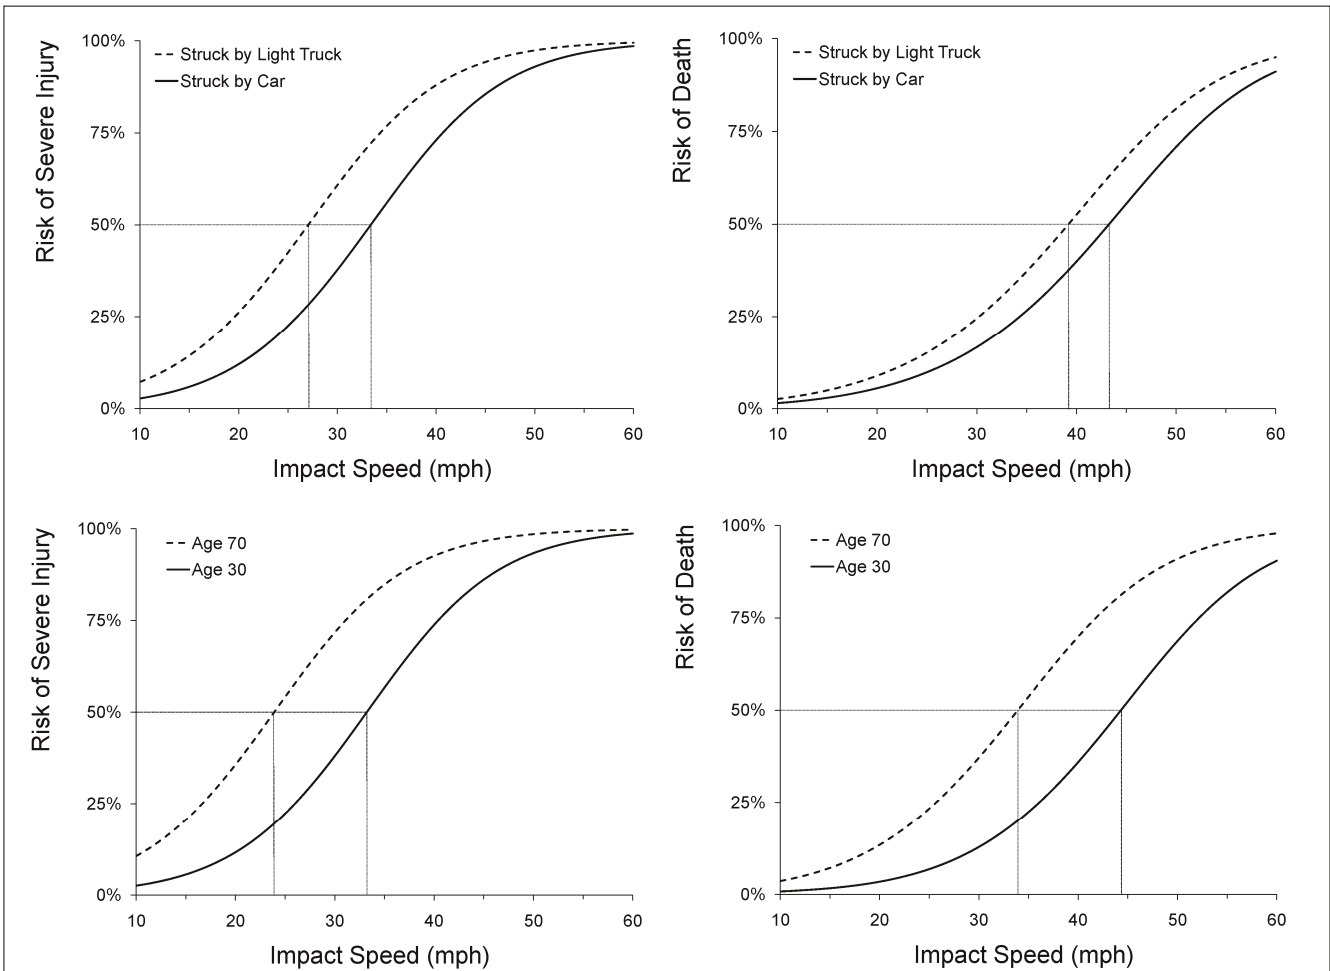 Risk of Severe Injury
100%
75%
50%
25%
0%
Struck by Light Truck
Struck by Car
10 20 30 40 50 60
Impact Speed (mph)
Risk of Death
100%
75%
50%
25%
0%
Struck by Light Truck
Struck by Car
10 20 30 40 50 60
Impact Speed (mph)
Risk of Severe Injury
100%
75%
50%
25%
0%
Age 70
Age 30
10 20 30 40 50 60
Impact Speed (mph)
Risk of Death
100%
75%
50%
25%
0%
Age 70
Age 30
10 20 30 40 50 60
Impact Speed (mph)